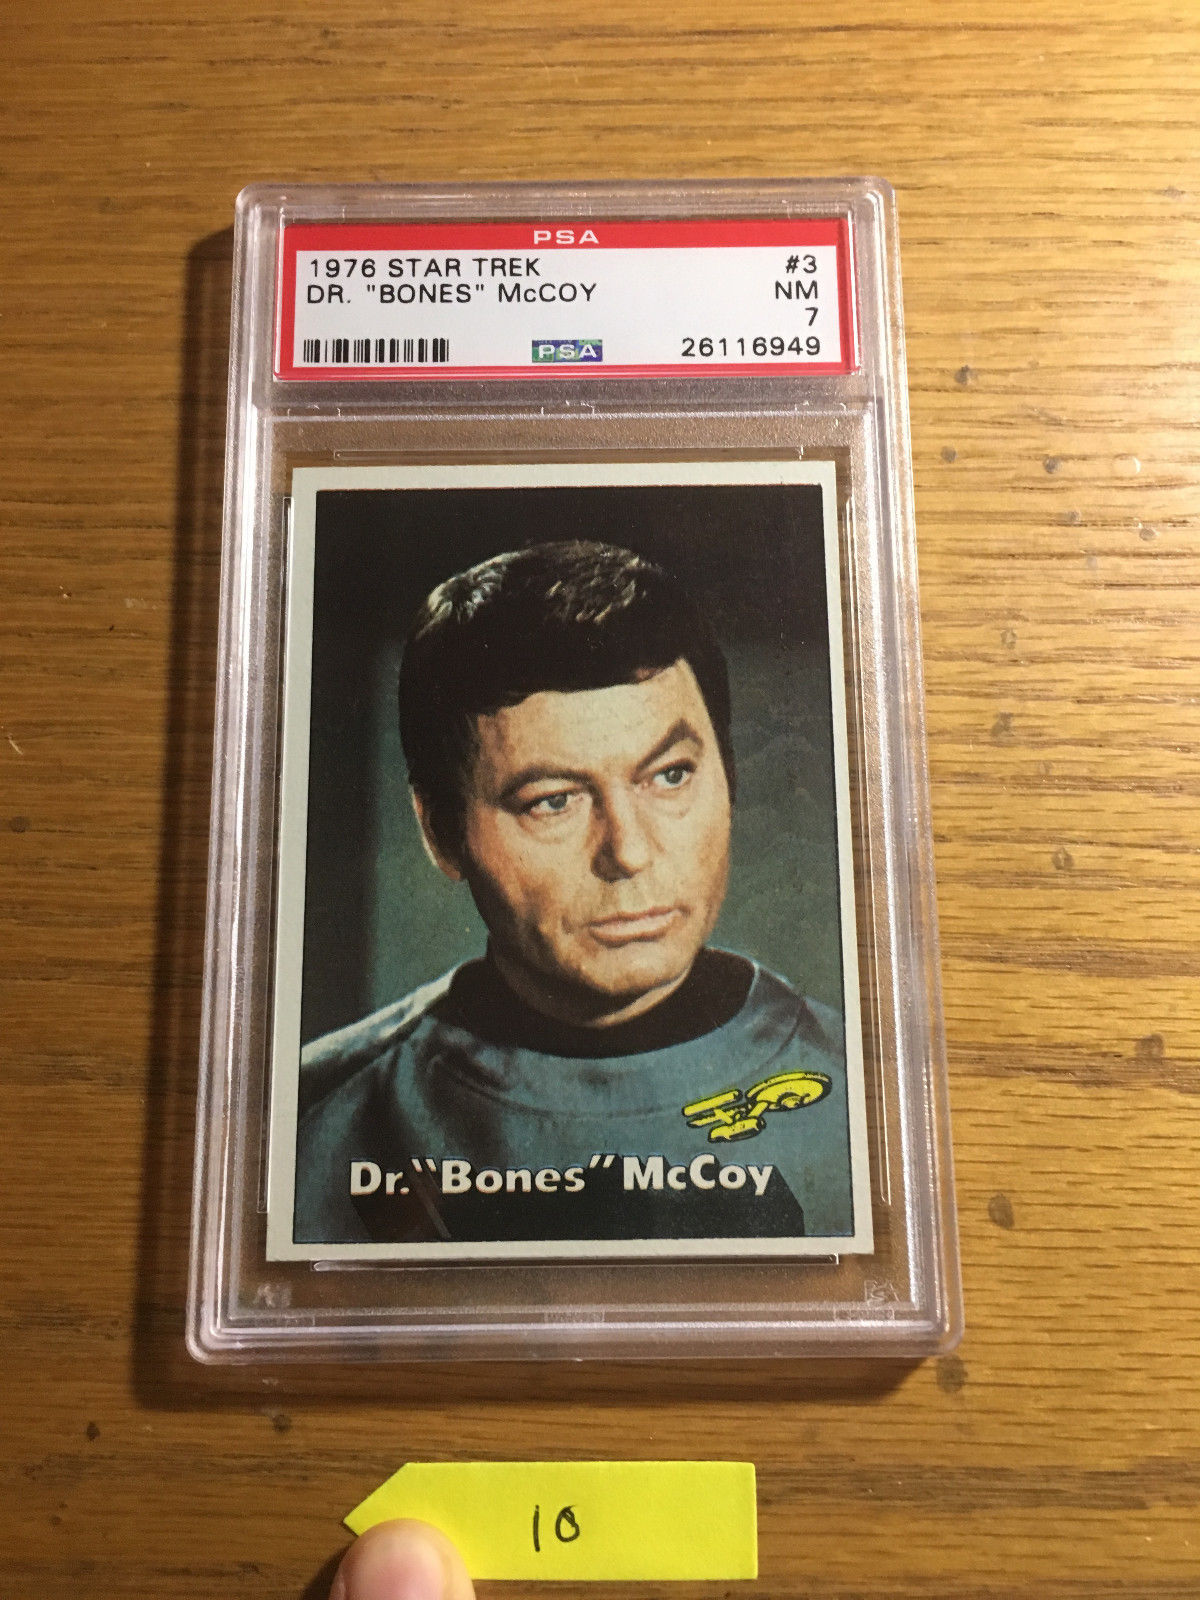 PSA
1976 STAR TREK #3
DR. "BONES" McCOY NM
7
PSA 26116949
Dr. "Bones" McCoy
10